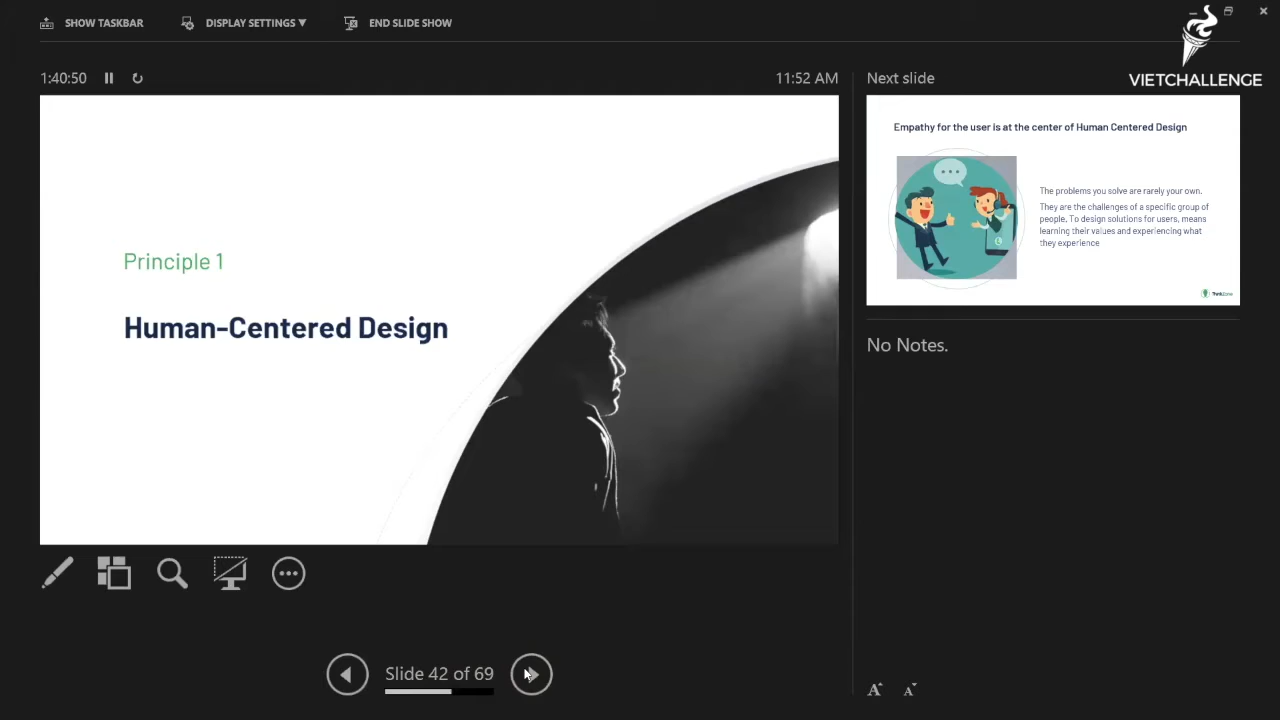 SHOW TASKBAR
DISPLAY SETTINGS ▼
END SLIDE SHOW
VIETCHALLENGE
1:40:50
11:52 AM
Next slide
Principle 1
Human-Centered Design
Empathy for the user is at the center of Human Centered Design
The problems you solve are rarely your own.
They are the challenges of a specific group of
people. To design solutions for users, means
learning their values and experiencing what
they experience
ThinkZone
No Notes.
Slide 42 of 69
A A